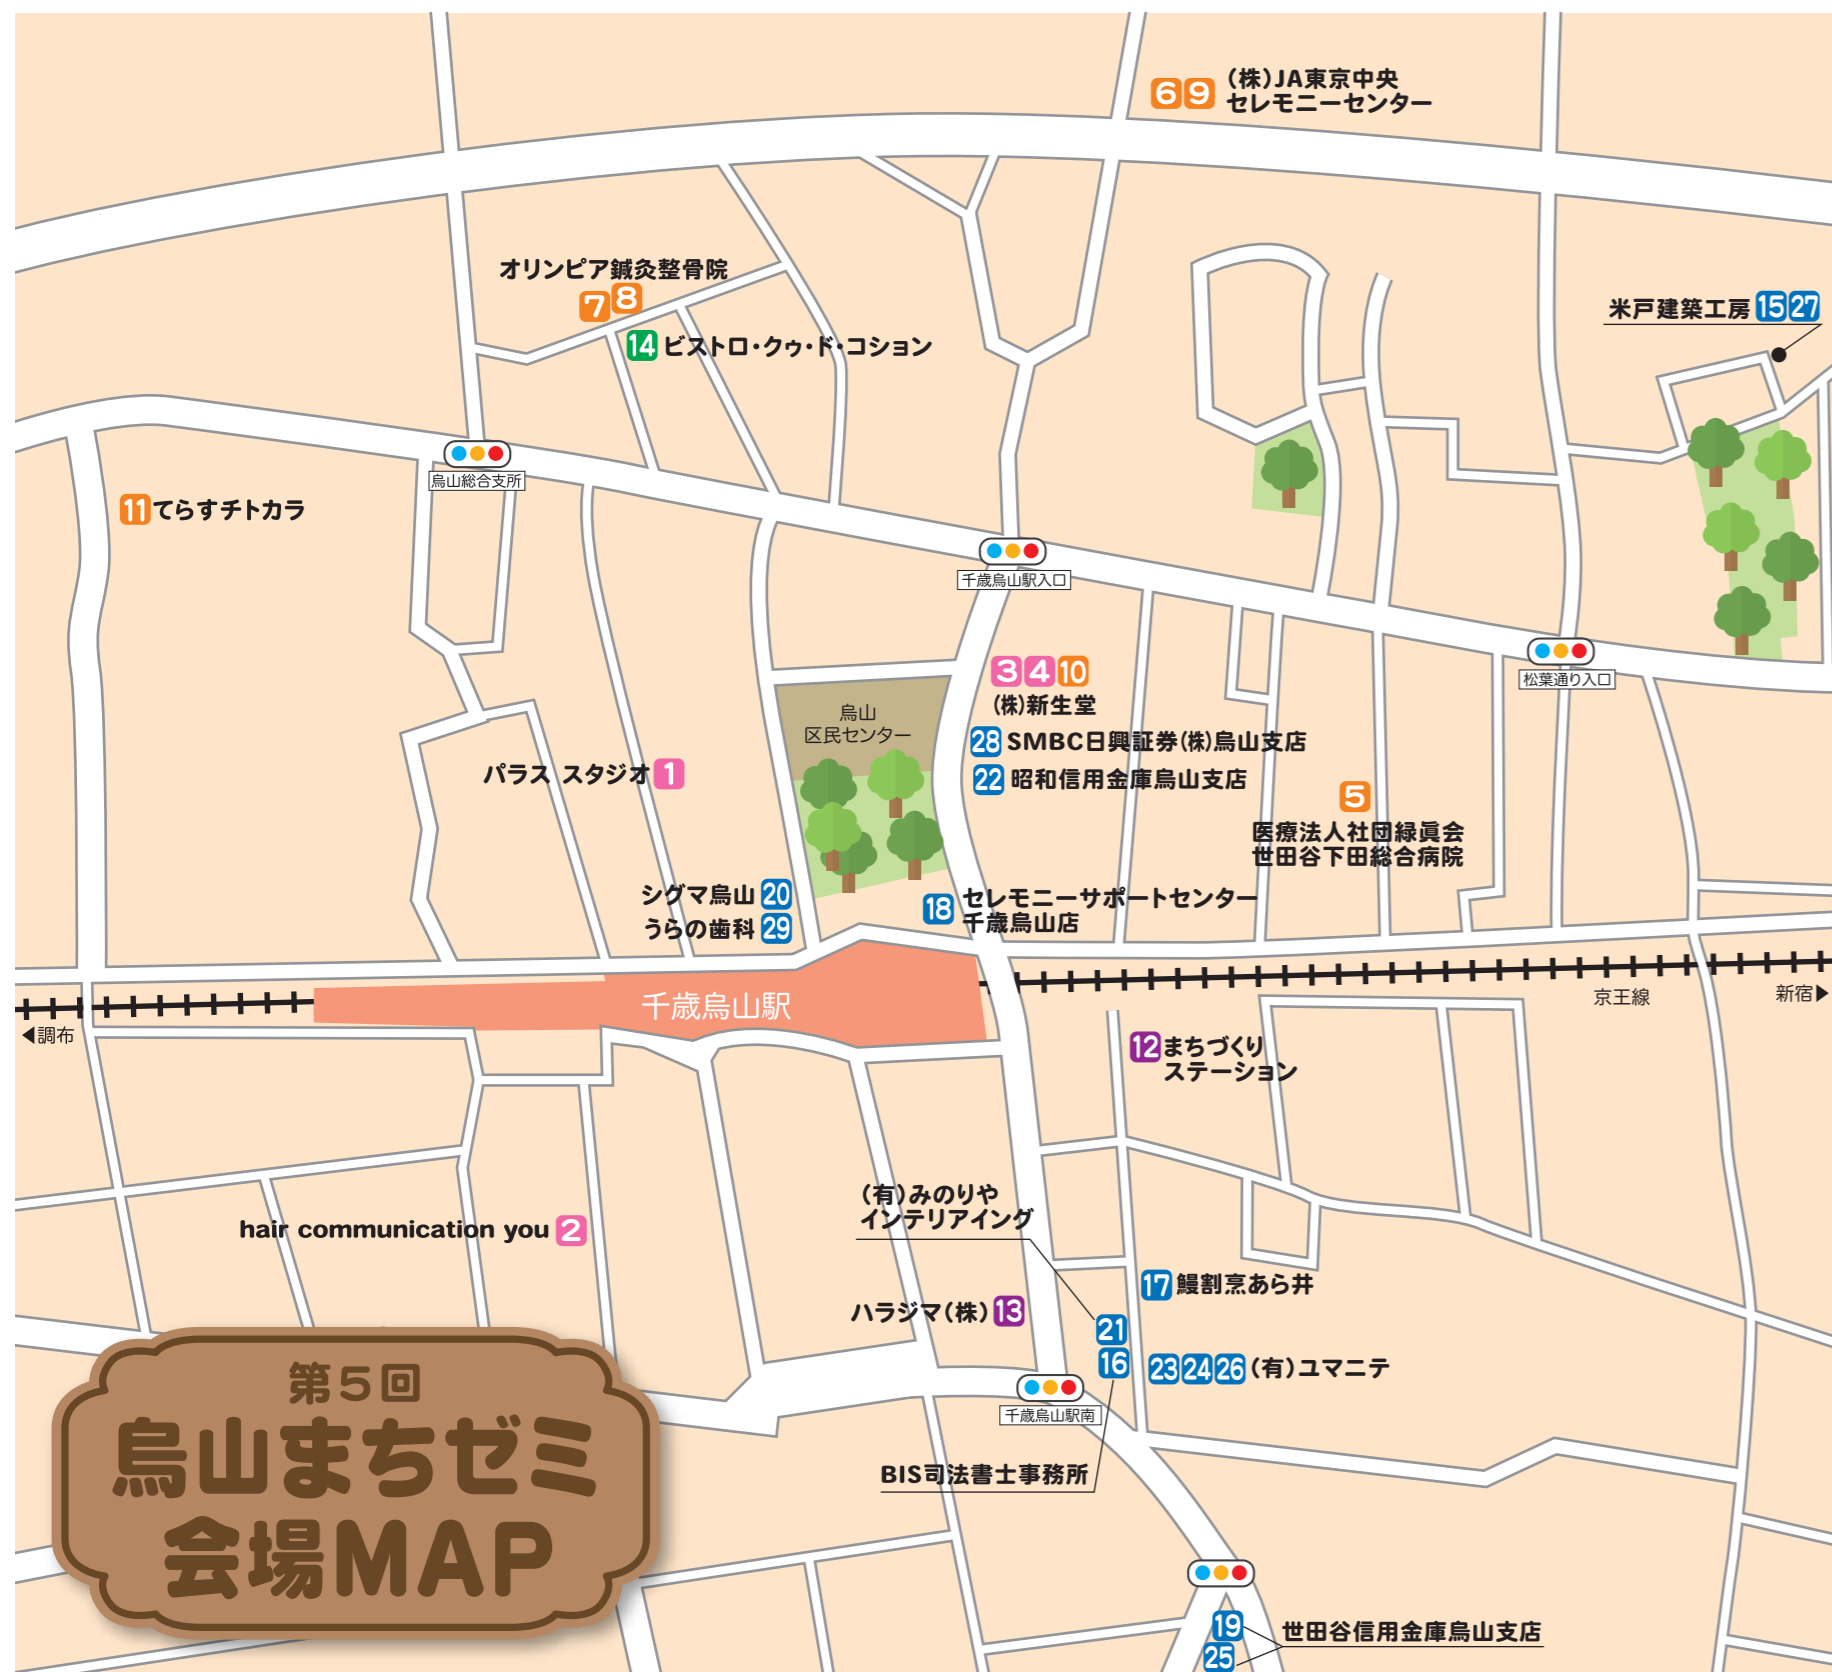 6 9 (株)JA東京中央
セレモニーセンター
オリンピア鍼灸整骨院
7 8
14 ビストロ・クゥ・ド・コション
米戸建築工房 15 27
烏山総合支所
11 てらすチトカラ
千歳烏山駅入口
松葉通り入口
3 4 10
(株)新生堂
烏山
区民センター
28 SMBC日興証券(株)烏山支店
22 昭和信用金庫烏山支店
パラス スタジオ 1
5
医療法人社団緑眞会
世田谷下田総合病院
シグマ烏山 20
うらの歯科 29
18 セレモニーサポートセンター
千歳烏山店
千歳烏山駅
京王線
新宿▶
◀調布
12 まちづくり
ステーション
(有)みのりや
インテリアイング
hair communication you 2
17 鰻割烹あら井
ハラジマ(株) 13
21
16
23 24 26 (有)ユマニテ
千歳烏山駅南
BIS司法書士事務所
第5回
烏山まちゼミ
会場MAP
19
25
世田谷信用金庫烏山支店